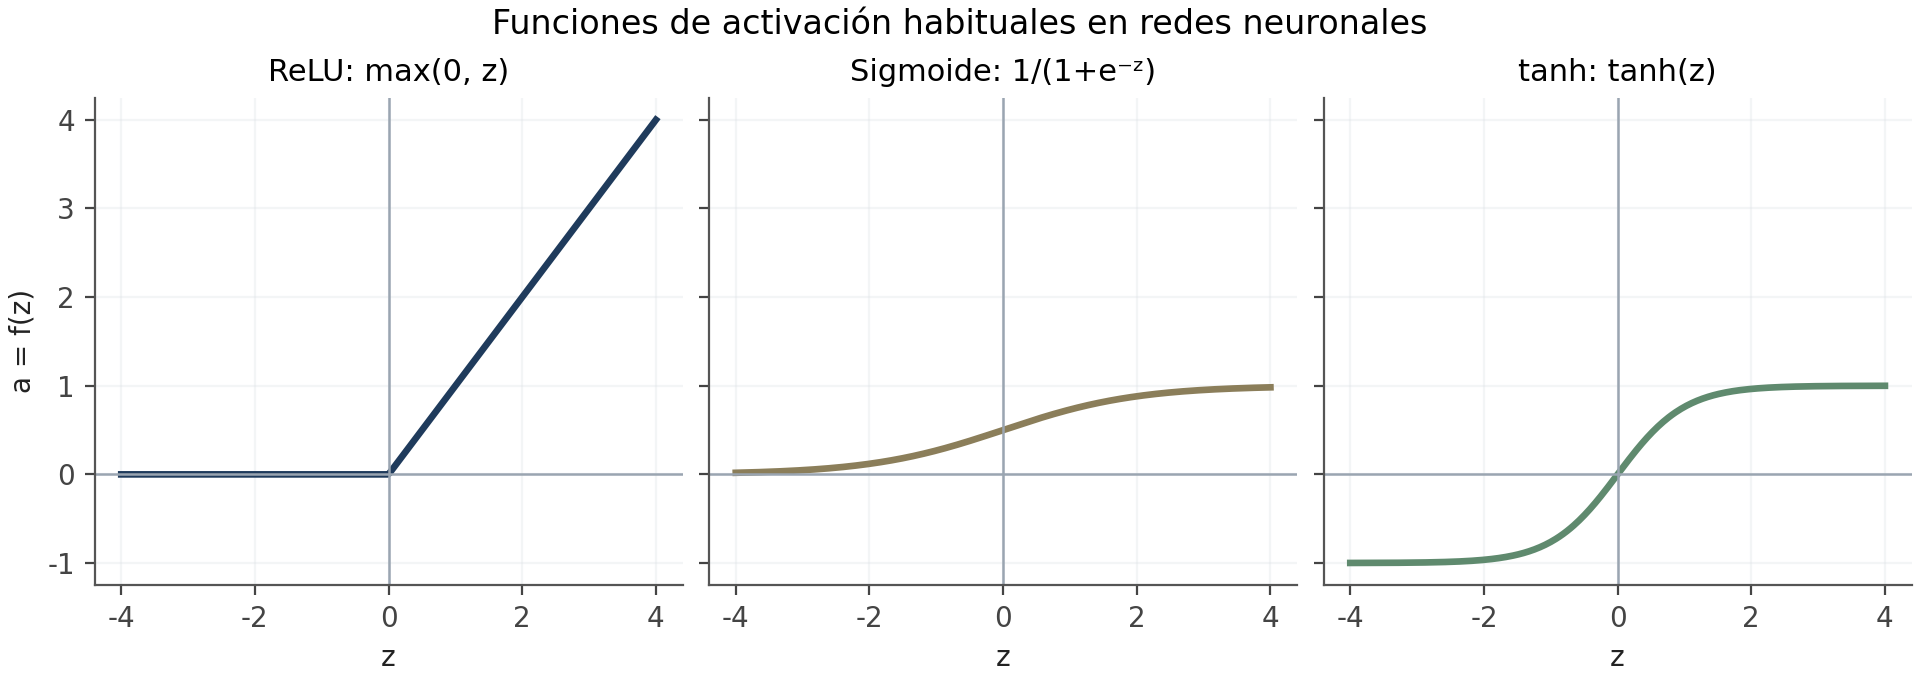 Funciones de activación habituales en redes neuronales
ReLU: max(0, z)
4
3
2
1
0
-1
a = f(z)
-4 -2 0 2 4
z
Sigmoide: 1/(1+e⁻ᶻ)
-4 -2 0 2 4
z
tanh: tanh(z)
-4 -2 0 2 4
z